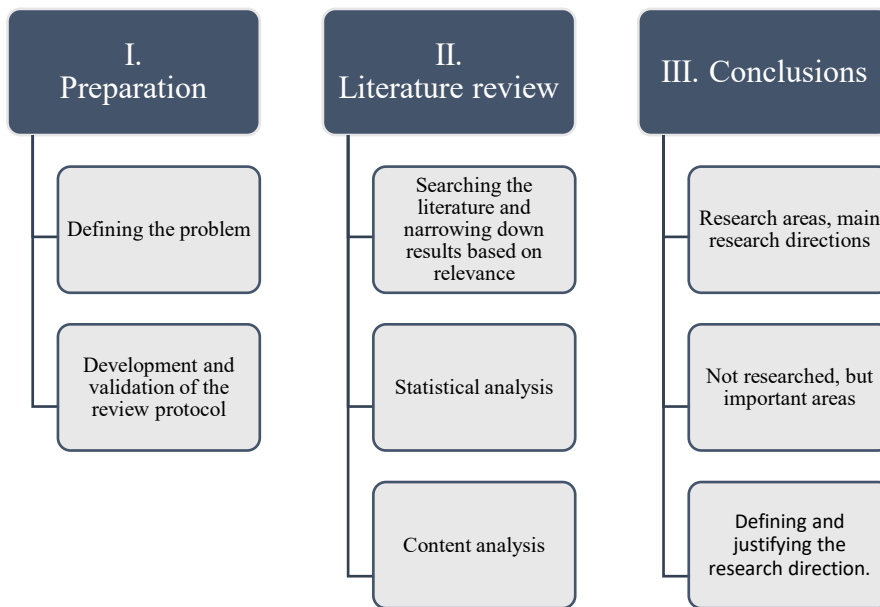 I.
Preparation
Defining the problem
Development and
validation of the
review protocol
II.
Literature review
Searching the
literature and
narrowing down
results based on
relevance
Statistical analysis
Content analysis
III. Conclusions
Research areas, main
research directions
Not researched, but
important areas
Defining and
justifying the
research direction.